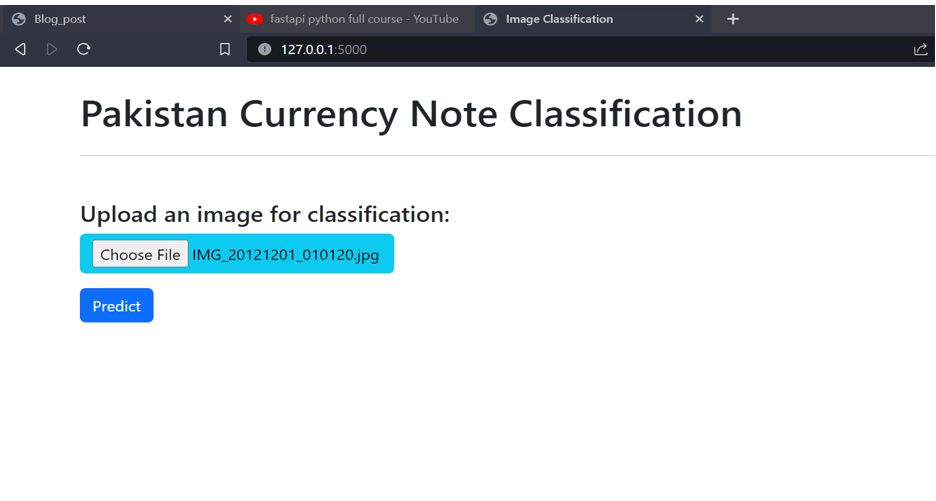 Blog_post
fastapi python full course - YouTube
Image Classification
127.0.0.1:5000
Pakistan Currency Note Classification
Upload an image for classification:
Choose File IMG_20121201_010120.jpg
Predict